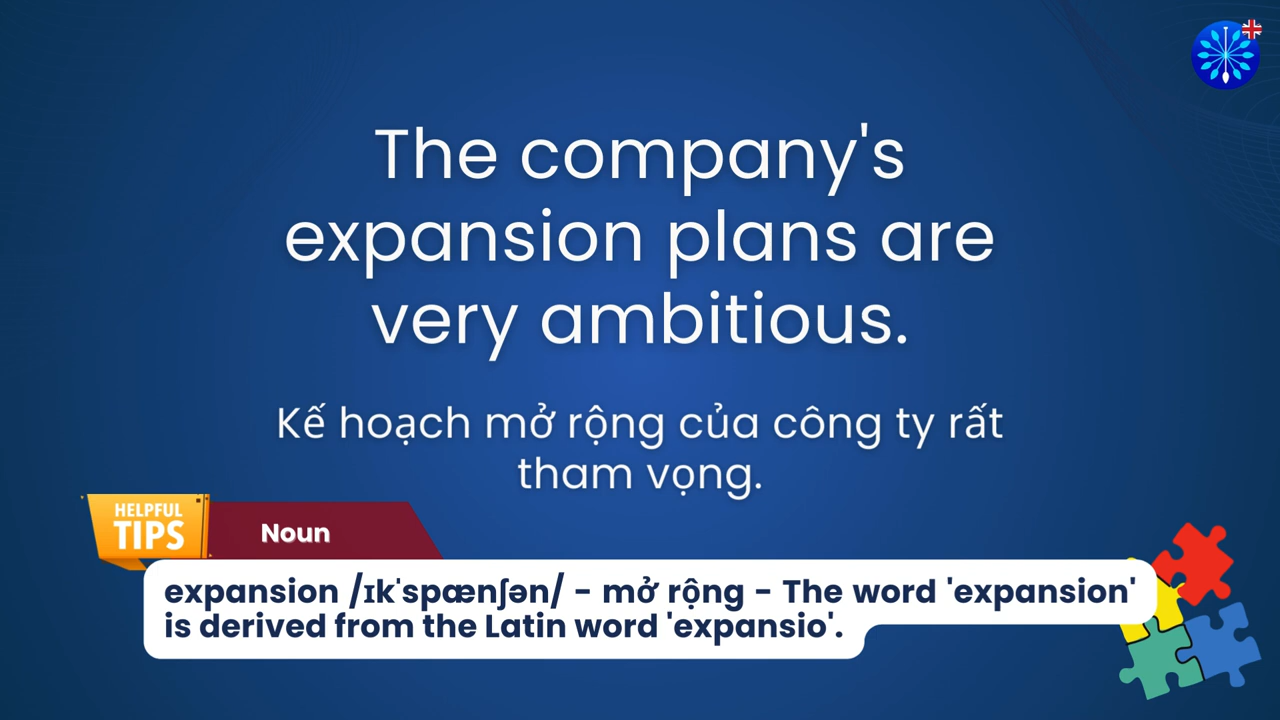 The company's
expansion plans are
very ambitious.
Kế hoạch mở rộng của công ty rất
tham vọng.
HELPFUL
TIPS
Noun
expansion /ɪkˈspænʃən/ - mở rộng - The word 'expansion'
is derived from the Latin word 'expansio'.